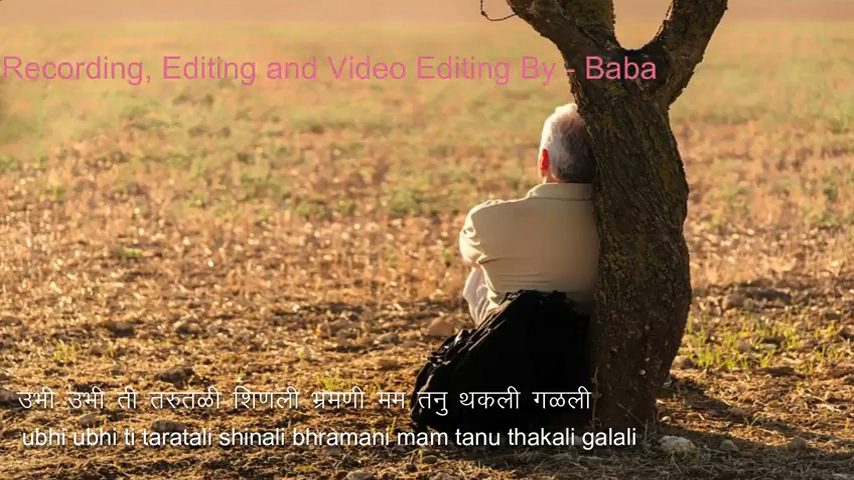 Recording, Editing and Video Editing By - Baba
उभी उभी ती तरुतळी शिणली भ्रमणी मम तनु थकली गळली
ubhi ubhi ti taratali shinali bhramani mam tanu thakali galali